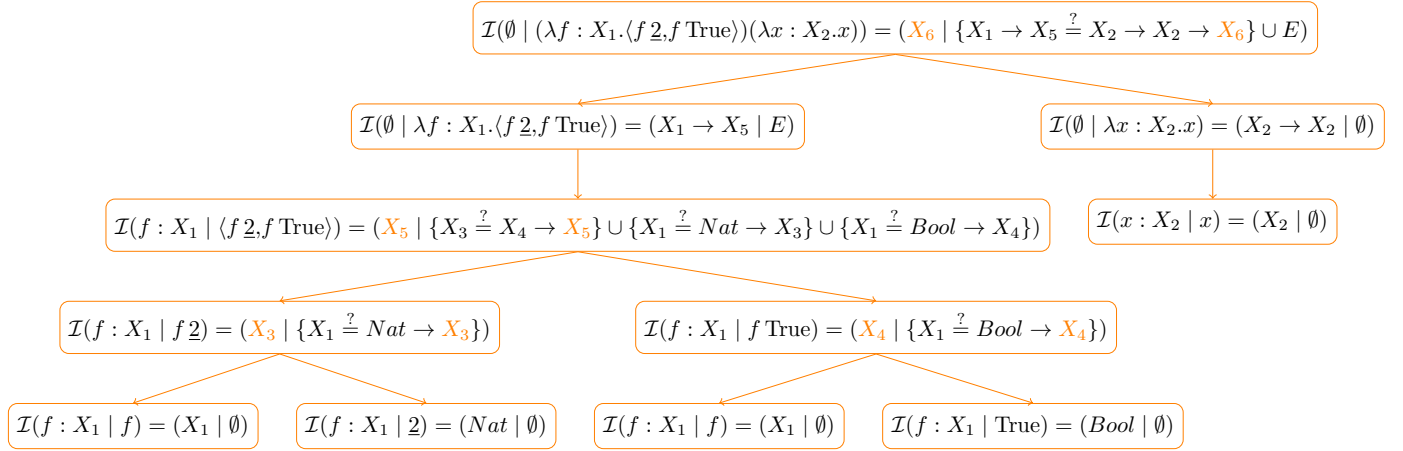 𝓘(∅ | (λf : X₁.⟨f 2̲,f True⟩)(λx : X₂.x)) = (X₆ | {X₁ → X₅ ≟ X₂ → X₂ → X₆} ∪ E)
𝓘(∅ | λf : X₁.⟨f 2̲,f True⟩) = (X₁ → X₅ | E)
𝓘(∅ | λx : X₂.x) = (X₂ → X₂ | ∅)
𝓘(f : X₁ | ⟨f 2̲,f True⟩) = (X₅ | {X₃ ≟ X₄ → X₅} ∪ {X₁ ≟ Nat → X₃} ∪ {X₁ ≟ Bool → X₄})
𝓘(x : X₂ | x) = (X₂ | ∅)
𝓘(f : X₁ | f 2̲) = (X₃ | {X₁ ≟ Nat → X₃})
𝓘(f : X₁ | f True) = (X₄ | {X₁ ≟ Bool → X₄})
𝓘(f : X₁ | f) = (X₁ | ∅)
𝓘(f : X₁ | 2̲) = (Nat | ∅)
𝓘(f : X₁ | f) = (X₁ | ∅)
𝓘(f : X₁ | True) = (Bool | ∅)